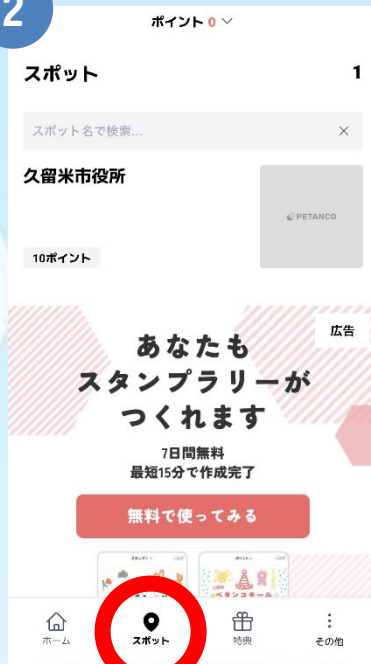 2
ポイント 0
スポット 1
スポット名で検索... ×
久留米市役所
PETANCO
10ポイント
広告
あなたも
スタンプラリーが
つくれます
7日間無料
最短15分で作成完了
無料で使ってみる
ホーム スポット 特典 その他